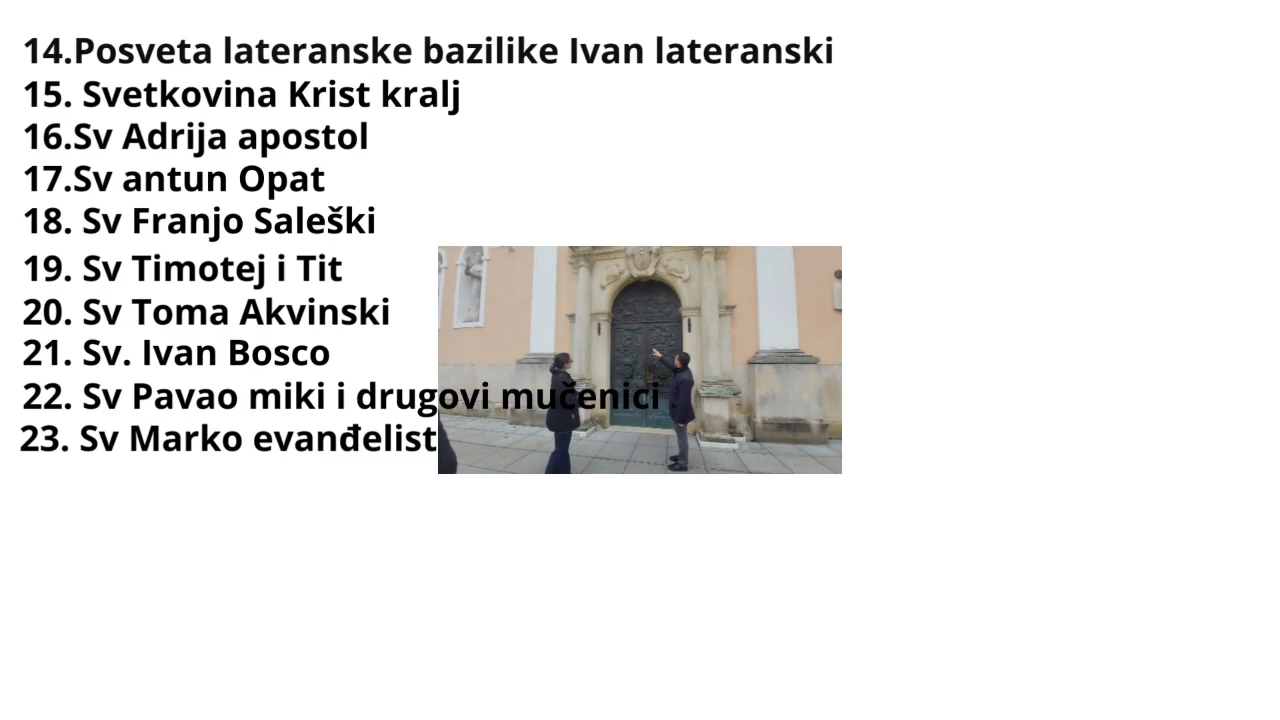 14.Posveta lateranske bazilike Ivan lateranski
15. Svetkovina Krist kralj
16.Sv Adrija apostol
17.Sv antun Opat
18. Sv Franjo Saleški
19. Sv Timotej i Tit
20. Sv Toma Akvinski
21. Sv. Ivan Bosco
22. Sv Pavao miki i drugovi mučenici
23. Sv Marko evanđelist